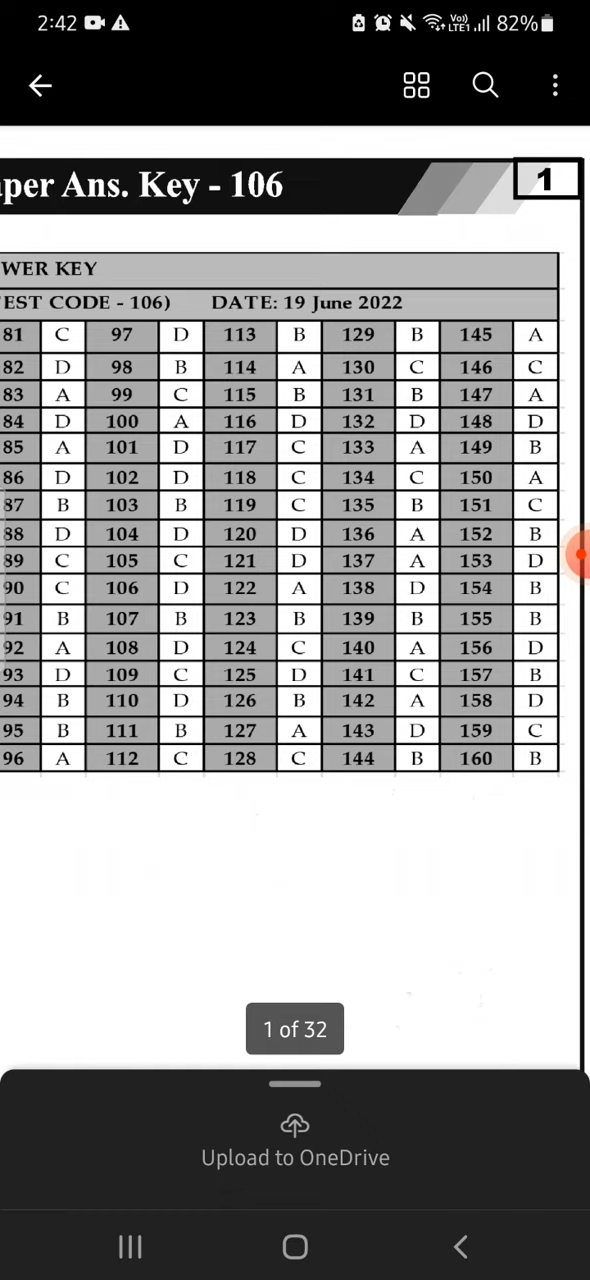 2:42 Vo)) LTE1 82%
aper Ans. Key - 106 1
WER KEY
EST CODE - 106) DATE: 19 June 2022
81 C 97 D 113 B 129 B 145 A
82 D 98 B 114 A 130 C 146 C
83 A 99 C 115 B 131 B 147 A
84 D 100 A 116 D 132 D 148 D
85 A 101 D 117 C 133 A 149 B
86 D 102 D 118 C 134 C 150 A
87 B 103 B 119 C 135 B 151 C
88 D 104 D 120 D 136 A 152 B
89 C 105 C 121 D 137 A 153 D
90 C 106 D 122 A 138 D 154 B
91 B 107 B 123 B 139 B 155 B
92 A 108 D 124 C 140 A 156 D
93 D 109 C 125 D 141 C 157 B
94 B 110 D 126 B 142 A 158 D
95 B 111 B 127 A 143 D 159 C
96 A 112 C 128 C 144 B 160 B
1 of 32
Upload to OneDrive